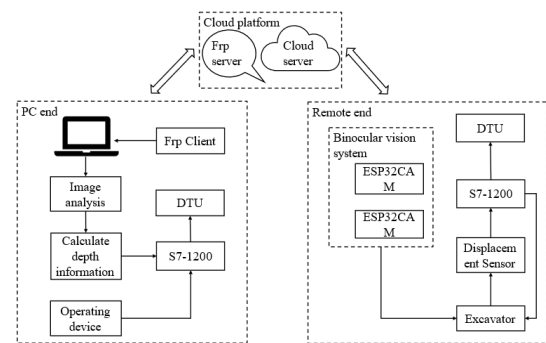 Cloud platform
Frp
server
Cloud
server
PC end
Frp Client
Image
analysis
DTU
Calculate
depth
information
S7-1200
Operating
device
Remote end
Binocular vision
system
ESP32CA
M
ESP32CA
M
DTU
S7-1200
Displacem
ent Sensor
Excavator